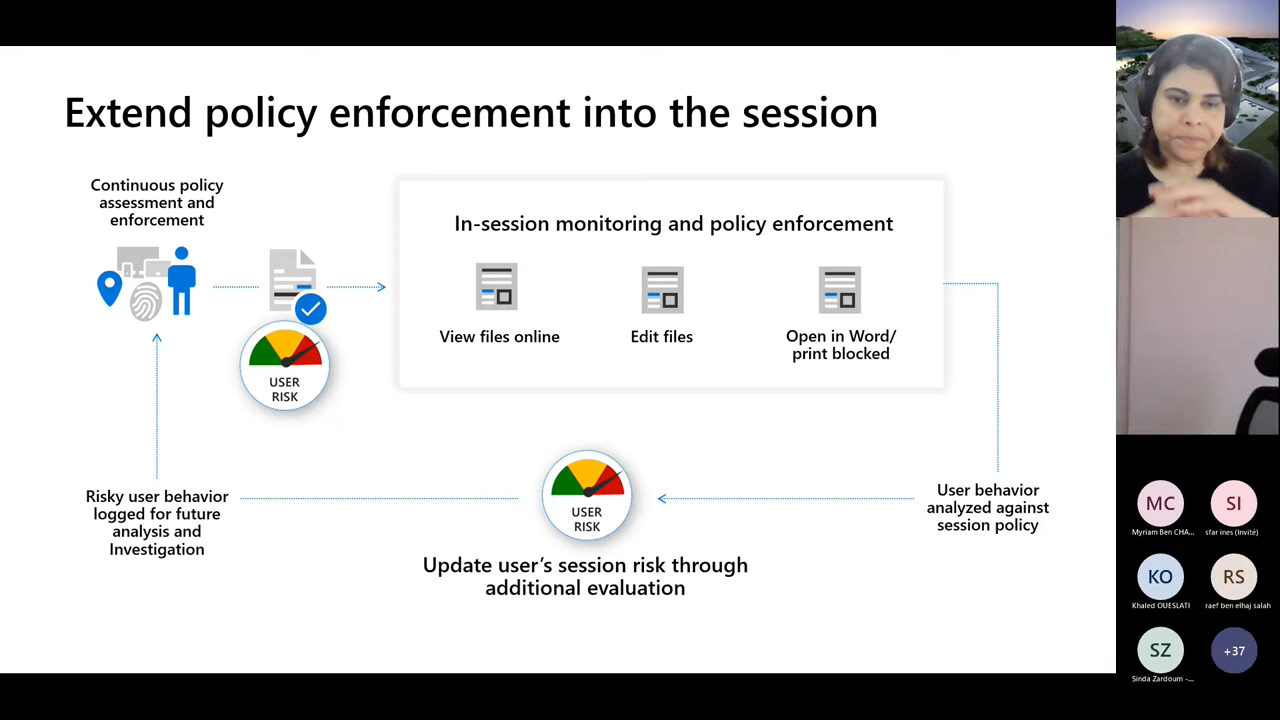 Extend policy enforcement into the session
Continuous policy
assessment and
enforcement
USER
RISK
In-session monitoring and policy enforcement
View files online
Edit files
Open in Word/
print blocked
User behavior
analyzed against
session policy
USER
RISK
Update user’s session risk through
additional evaluation
Risky user behavior
logged for future
analysis and
Investigation
MC
Myriam Ben CHA...
SI
sfar ines (Invité)
KO
Khaled OUESLATI
RS
raef ben elhaj salah
SZ
Sinda Zardoum -...
+37